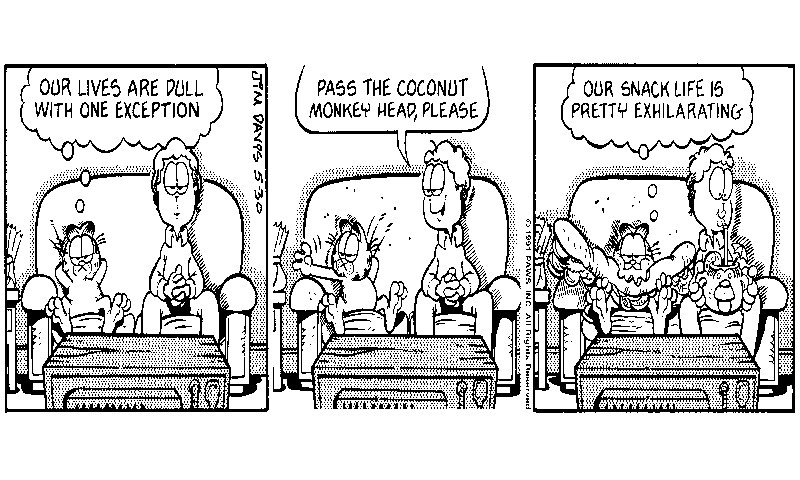 OUR LIVES ARE DULL
WITH ONE EXCEPTION
JIM DAVIS 5-30
PASS THE COCONUT
MONKEY HEAD, PLEASE
© 1991 PAWS, INC. All Rights Reserved
OUR SNACK LIFE IS
PRETTY EXHILARATING